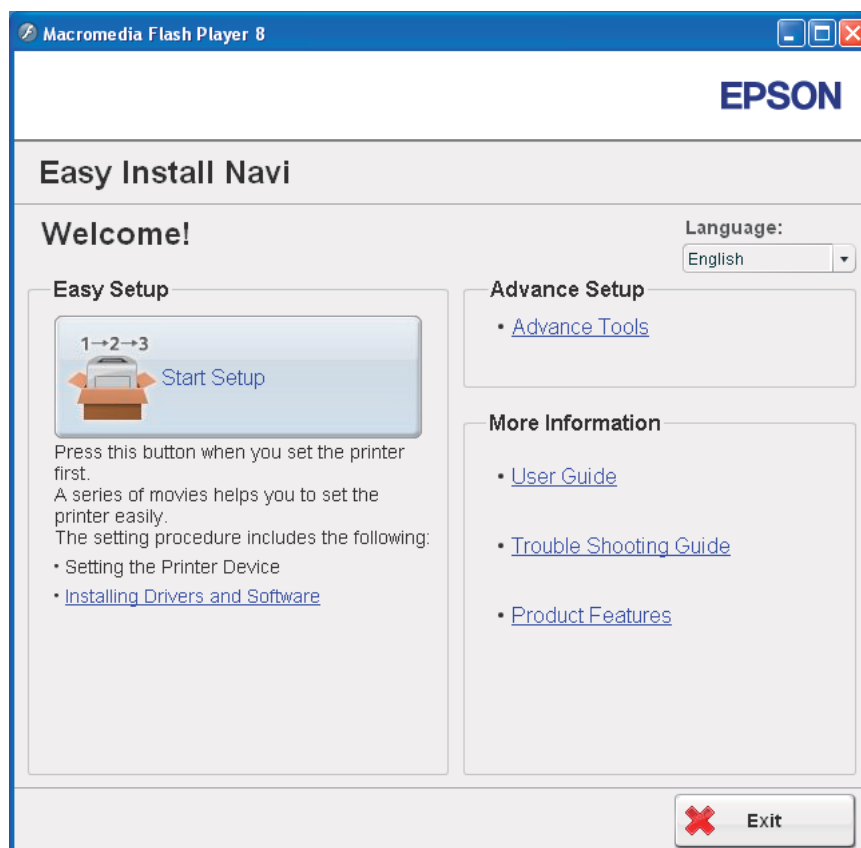 Macromedia Flash Player 8
EPSON
Easy Install Navi
Welcome!
Language:
English
Easy Setup
1→2→3
Start Setup
Press this button when you set the printer
first.
A series of movies helps you to set the
printer easily.
The setting procedure includes the following:
• Setting the Printer Device
• Installing Drivers and Software
Advance Setup
• Advance Tools
More Information
• User Guide
• Trouble Shooting Guide
• Product Features
Exit